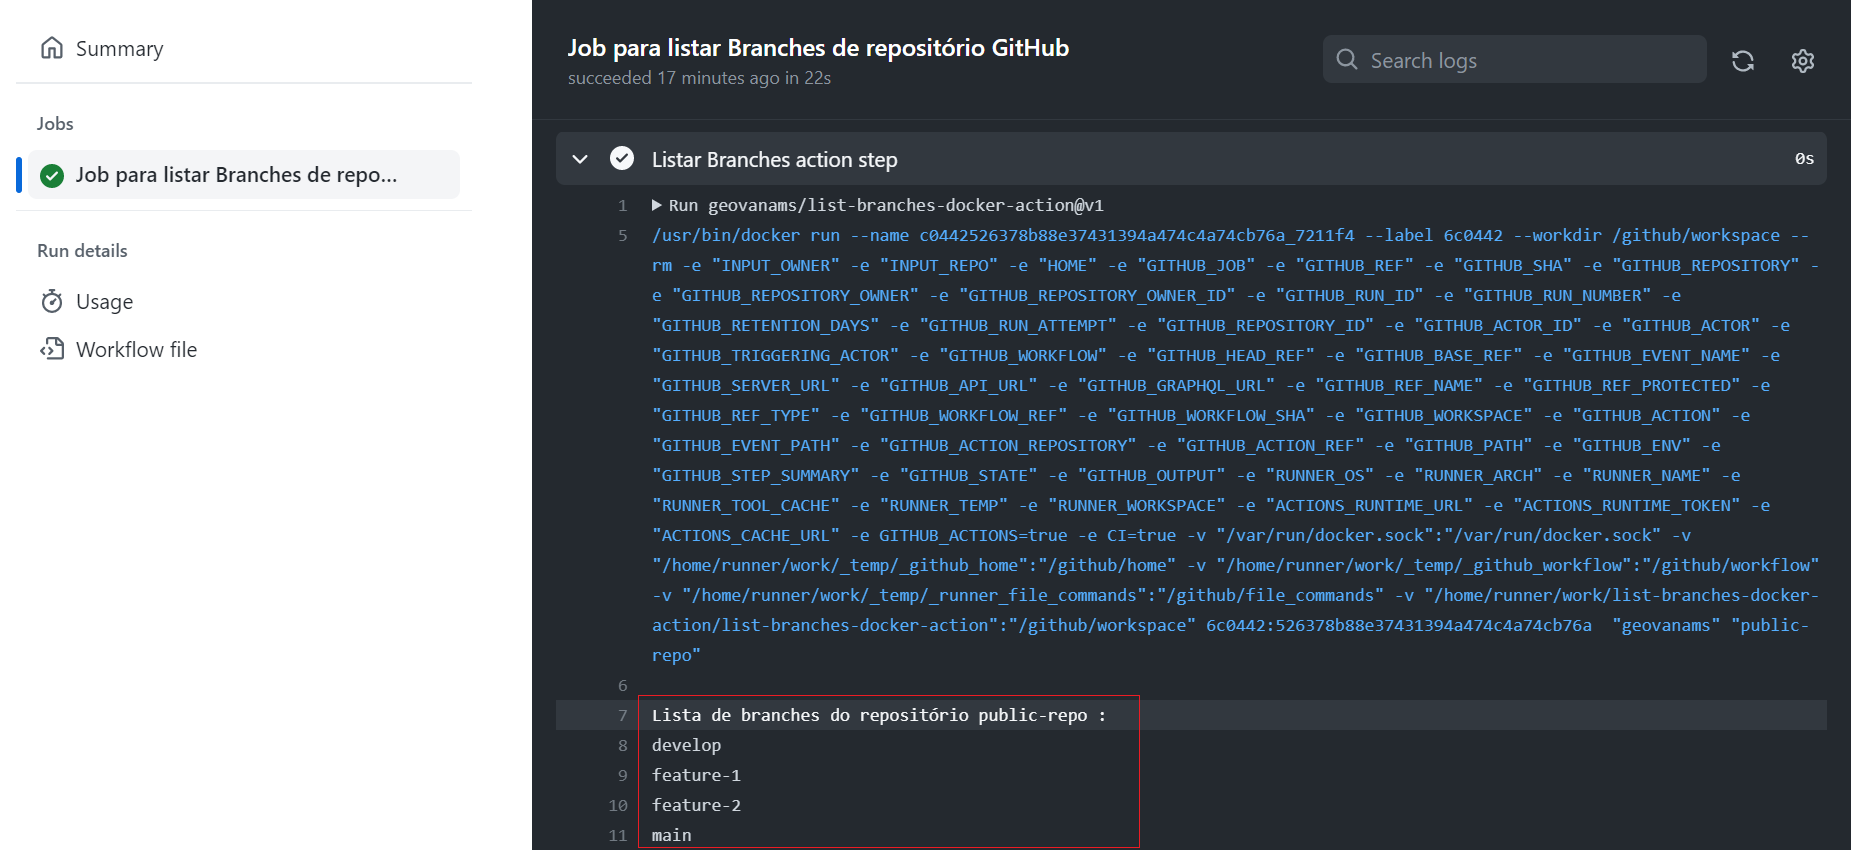 Summary
Jobs
Job para listar Branches de repo...
Run details
Usage
Workflow file
Job para listar Branches de repositório GitHub
succeeded 17 minutes ago in 22s
Search logs
Listar Branches action step
0s
1 Run geovanams/list-branches-docker-action@v1
5 /usr/bin/docker run --name c0442526378b88e37431394a474c4a74cb76a_7211f4 --label 6c0442 --workdir /github/workspace --
rm -e "INPUT_OWNER" -e "INPUT_REPO" -e "HOME" -e "GITHUB_JOB" -e "GITHUB_REF" -e "GITHUB_SHA" -e "GITHUB_REPOSITORY" -
e "GITHUB_REPOSITORY_OWNER" -e "GITHUB_REPOSITORY_OWNER_ID" -e "GITHUB_RUN_ID" -e "GITHUB_RUN_NUMBER" -e
"GITHUB_RETENTION_DAYS" -e "GITHUB_RUN_ATTEMPT" -e "GITHUB_REPOSITORY_ID" -e "GITHUB_ACTOR_ID" -e "GITHUB_ACTOR" -e
"GITHUB_TRIGGERING_ACTOR" -e "GITHUB_WORKFLOW" -e "GITHUB_HEAD_REF" -e "GITHUB_BASE_REF" -e "GITHUB_EVENT_NAME" -e
"GITHUB_SERVER_URL" -e "GITHUB_API_URL" -e "GITHUB_GRAPHQL_URL" -e "GITHUB_REF_NAME" -e "GITHUB_REF_PROTECTED" -e
"GITHUB_REF_TYPE" -e "GITHUB_WORKFLOW_REF" -e "GITHUB_WORKFLOW_SHA" -e "GITHUB_WORKSPACE" -e "GITHUB_ACTION" -e
"GITHUB_EVENT_PATH" -e "GITHUB_ACTION_REPOSITORY" -e "GITHUB_ACTION_REF" -e "GITHUB_PATH" -e "GITHUB_ENV" -e
"GITHUB_STEP_SUMMARY" -e "GITHUB_STATE" -e "GITHUB_OUTPUT" -e "RUNNER_OS" -e "RUNNER_ARCH" -e "RUNNER_NAME" -e
"RUNNER_TOOL_CACHE" -e "RUNNER_TEMP" -e "RUNNER_WORKSPACE" -e "ACTIONS_RUNTIME_URL" -e "ACTIONS_RUNTIME_TOKEN" -e
"ACTIONS_CACHE_URL" -e GITHUB_ACTIONS=true -e CI=true -v "/var/run/docker.sock":"/var/run/docker.sock" -v
"/home/runner/work/_temp/_github_home":"/github/home" -v "/home/runner/work/_temp/_github_workflow":"/github/workflow"
-v "/home/runner/work/_temp/_runner_file_commands":"/github/file_commands" -v "/home/runner/work/list-branches-docker-
action/list-branches-docker-action":"/github/workspace" 6c0442:526378b88e37431394a474c4a74cb76a  "geovanams" "public-
repo"
6
7 Lista de branches do repositório public-repo :
8 develop
9 feature-1
10 feature-2
11 main